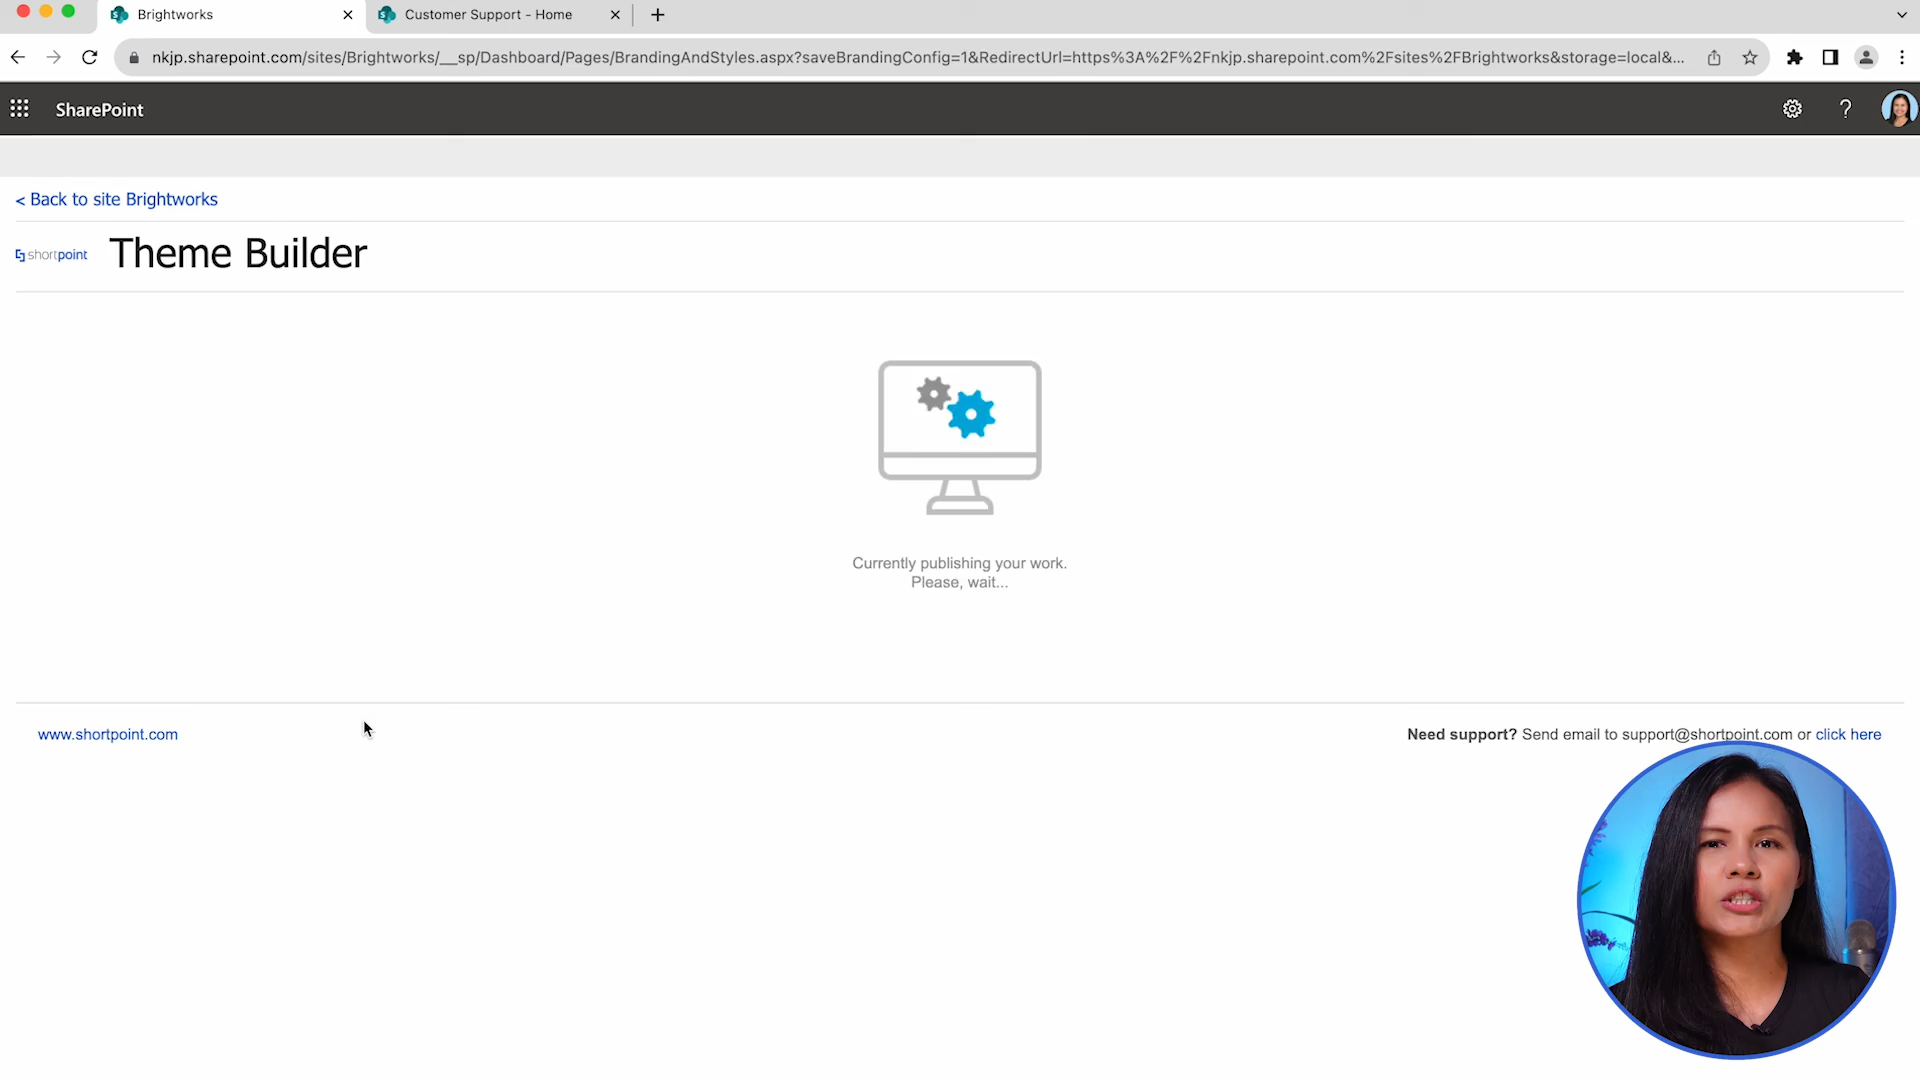 Brightworks
Customer Support - Home
nkjp.sharepoint.com/sites/Brightworks/__sp/Dashboard/Pages/BrandingAndStyles.aspx?saveBrandingConfig=1&RedirectUrl=https%3A%2F%2Fnkjp.sharepoint.com%2Fsites%2FBrightworks&storage=local&...
SharePoint
< Back to site Brightworks
shortpoint Theme Builder
Currently publishing your work.
Please, wait...
www.shortpoint.com
Need support? Send email to support@shortpoint.com or click here